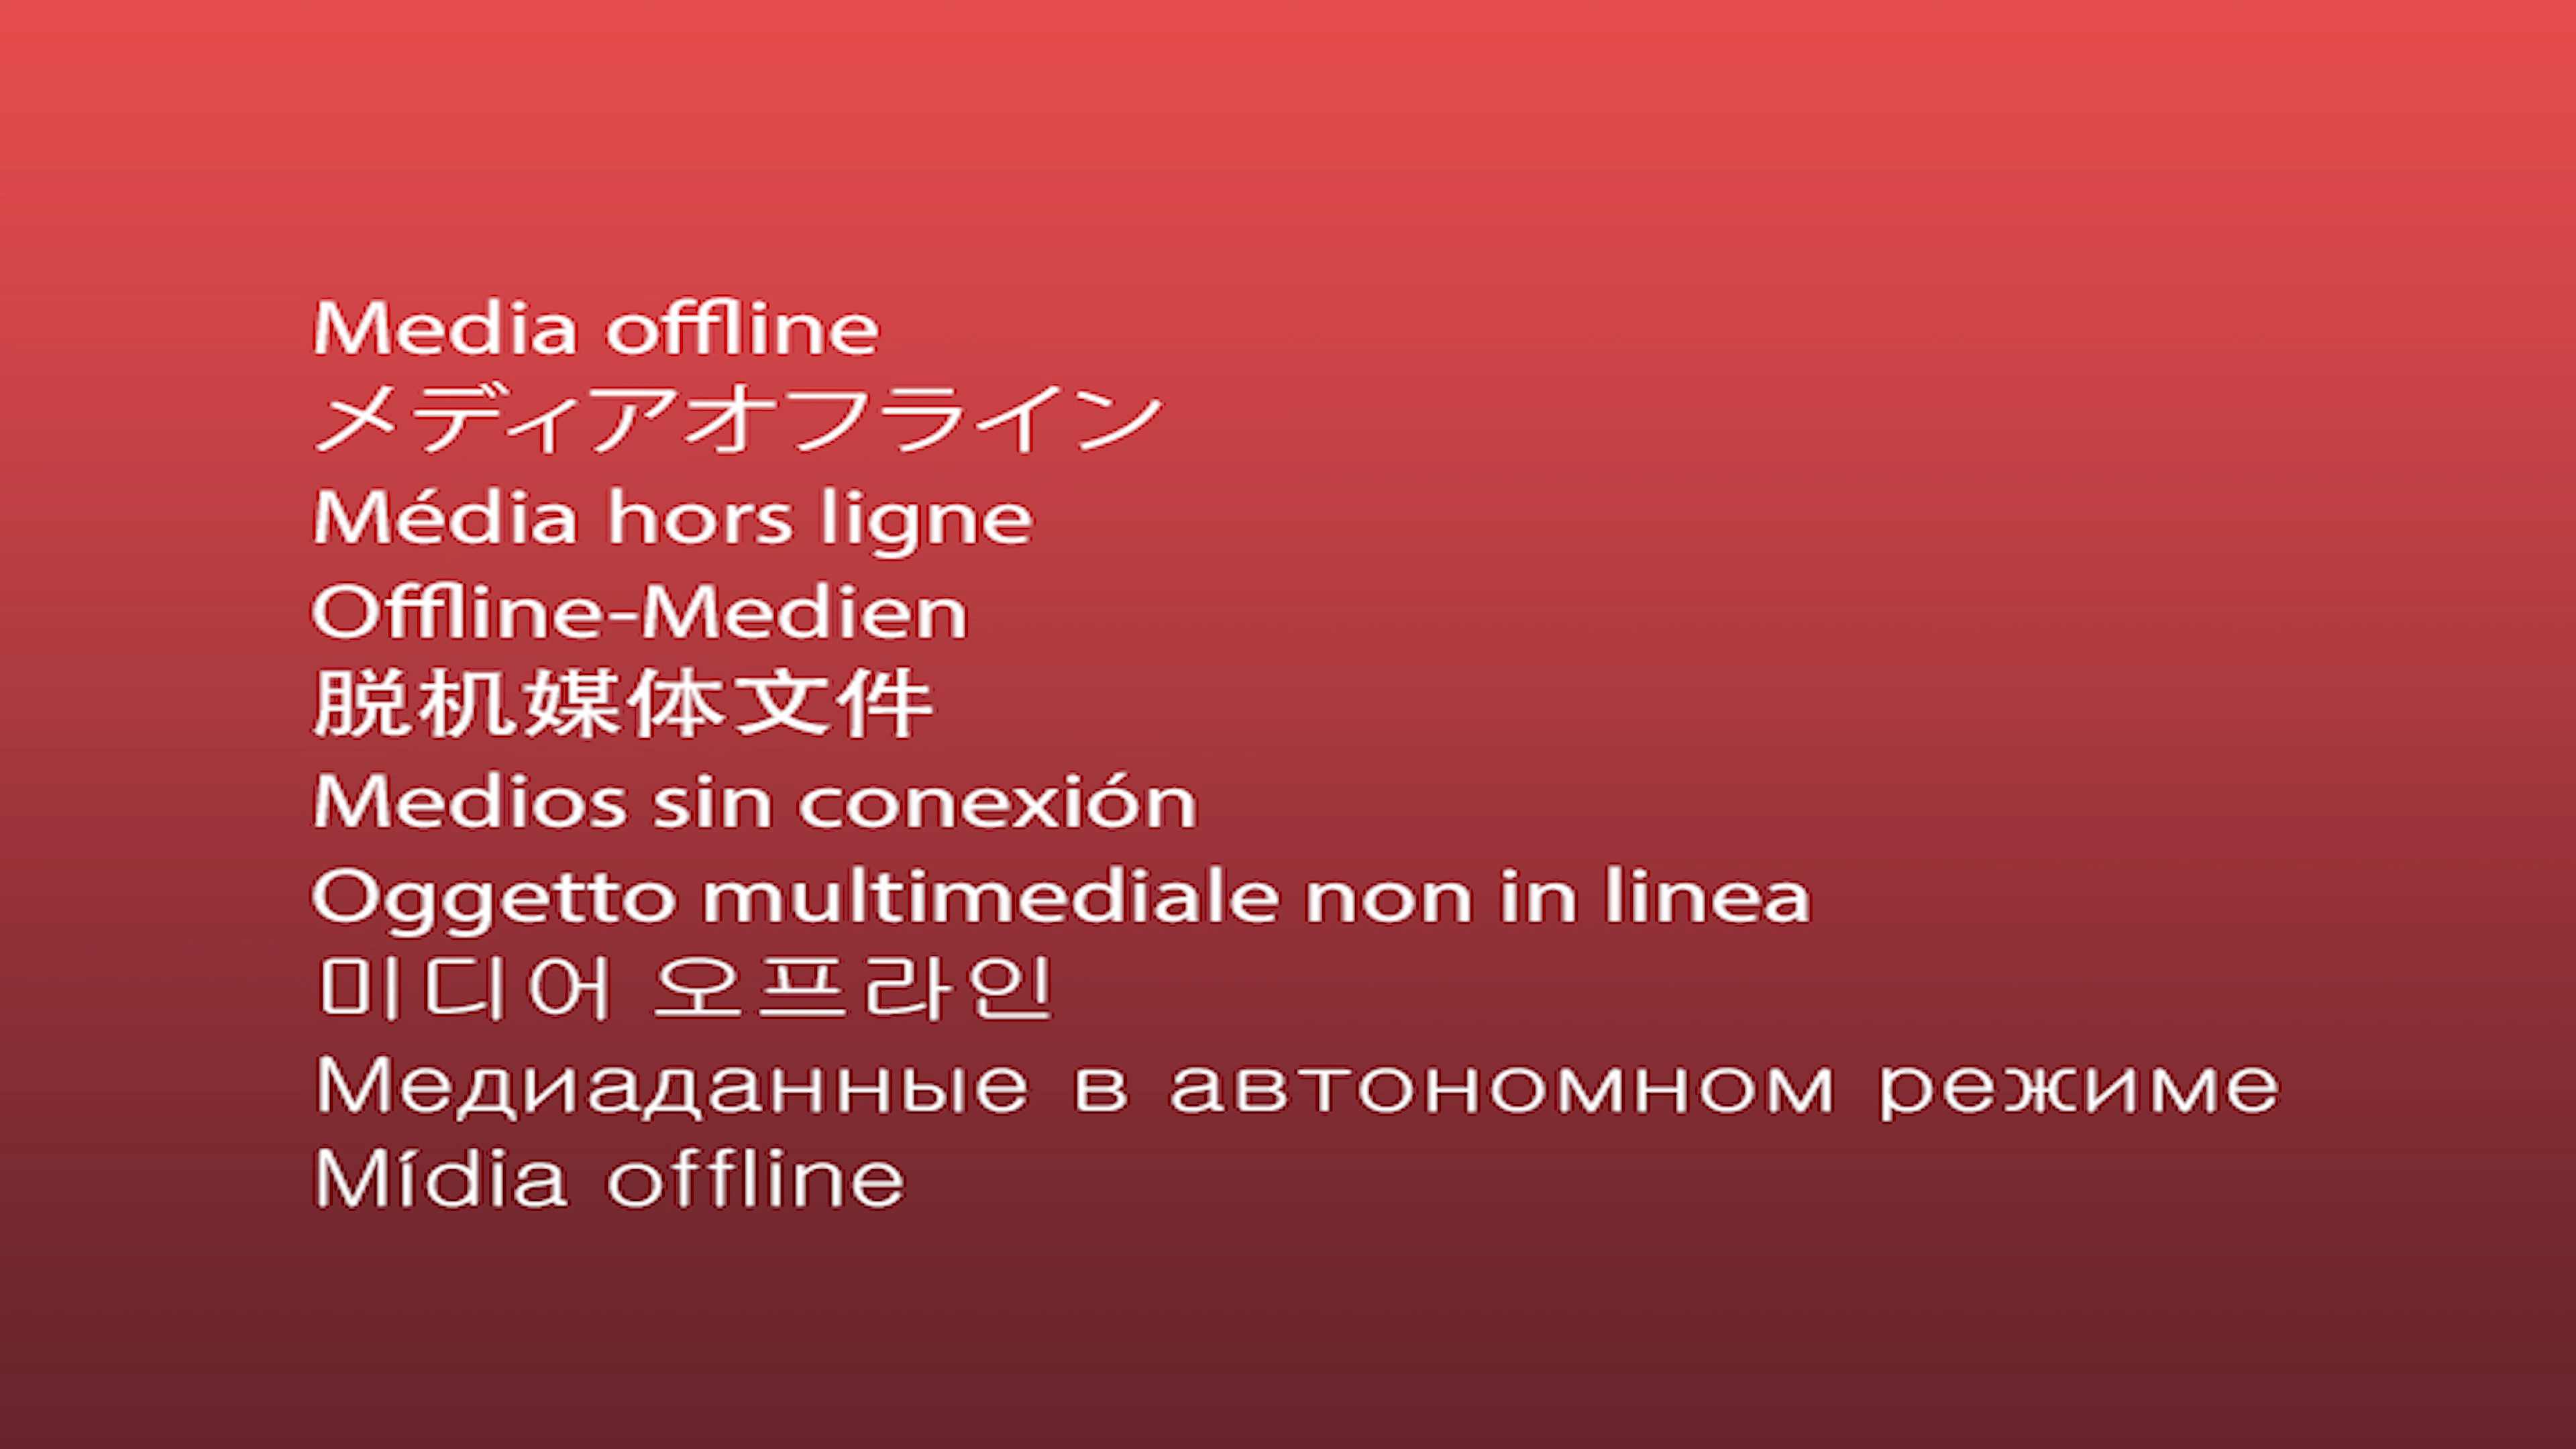 Media offline
メディアオフライン
Média hors ligne
Offline-Medien
脱机媒体文件
Medios sin conexión
Oggetto multimediale non in linea
미디어 오프라인
Медиаданные в автономном режиме
Mídia offline